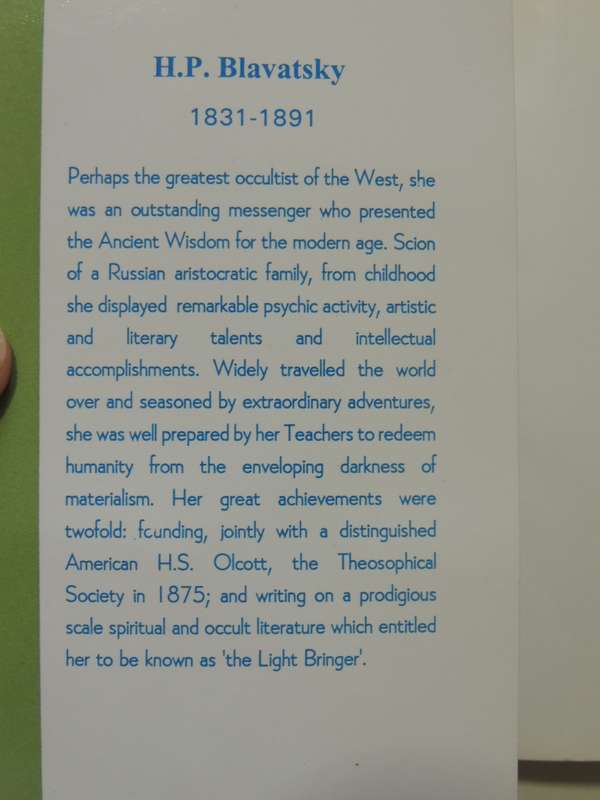 H.P. Blavatsky
1831-1891
Perhaps the greatest occultist of the West, she
was an outstanding messenger who presented
the Ancient Wisdom for the modern age. Scion
of a Russian aristocratic family, from childhood
she displayed remarkable psychic activity, artistic
and literary talents and intellectual
accomplishments. Widely travelled the world
over and seasoned by extraordinary adventures,
she was well prepared by her Teachers to redeem
humanity from the enveloping darkness of
materialism. Her great achievements were
twofold: founding, jointly with a distinguished
American H.S. Olcott, the Theosophical
Society in 1875; and writing on a prodigious
scale spiritual and occult literature which entitled
her to be known as 'the Light Bringer'.